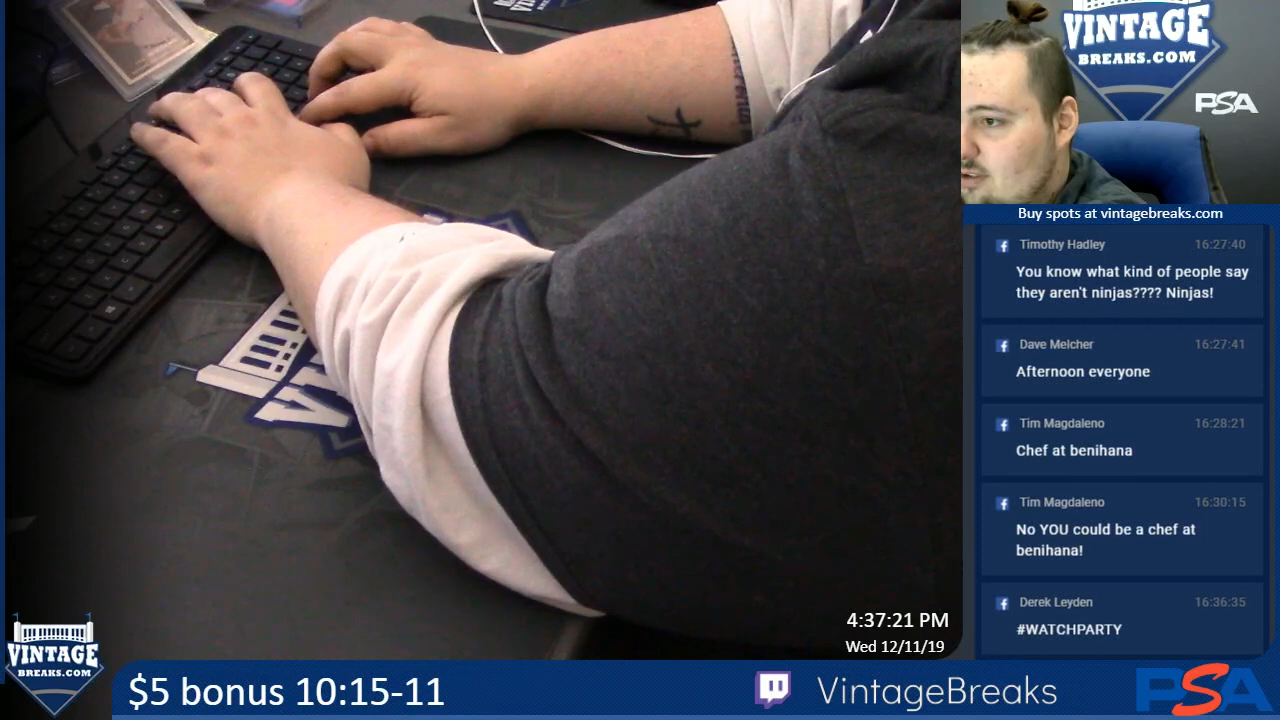 VINTAGE
BREAKS.COM
PSA
Buy spots at vintagebreaks.com
Timothy Hadley 16:27:40
You know what kind of people say
they aren't ninjas???? Ninjas!
Dave Melcher 16:27:41
Afternoon everyone
Tim Magdaleno 16:28:21
Chef at benihana
Tim Magdaleno 16:30:15
No YOU could be a chef at
benihana!
Derek Leyden 16:36:35
#WATCHPARTY
4:37:21 PM
Wed 12/11/19
VINTAGE
BREAKS.COM
$5 bonus 10:15-11
VintageBreaks
PSA